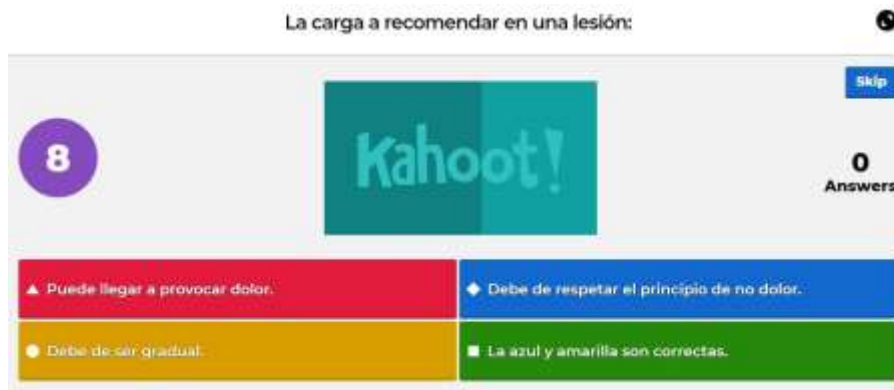 La carga a recomendar en una lesión:
Skip
8
Kahoot!
0
Answers
Puede llegar a provocar dolor.
Debe de respetar el principio de no dolor.
Debe de ser gradual.
La azul y amarilla son correctas.